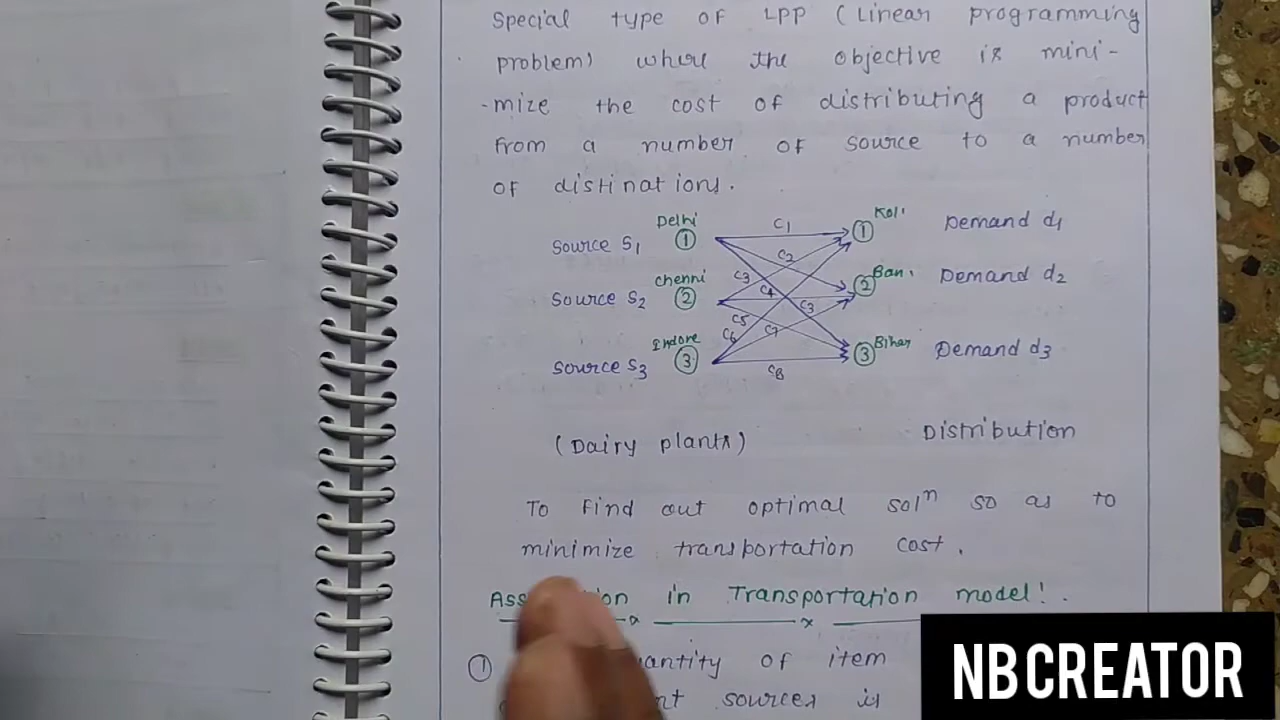 Special type of LPP (Linear programming
problem) where the objective is mini-
-mize the cost of distributing a product
from a number of source to a number
of distinations.
Delhi
Source S1 1 C1 1 Kol. Demand d1
C2
Chenni C3
Source S2 2 C4 C3 2 Ban. Demand d2
C5
Indore C6 C7
Source S3 3 C8 3 Bihar Demand d3
(Dairy plants) Distribution
To find out optimal solⁿ so as to
minimize transportation cost.
in Transportation model!.
1 of item
sources is
NB CREATOR